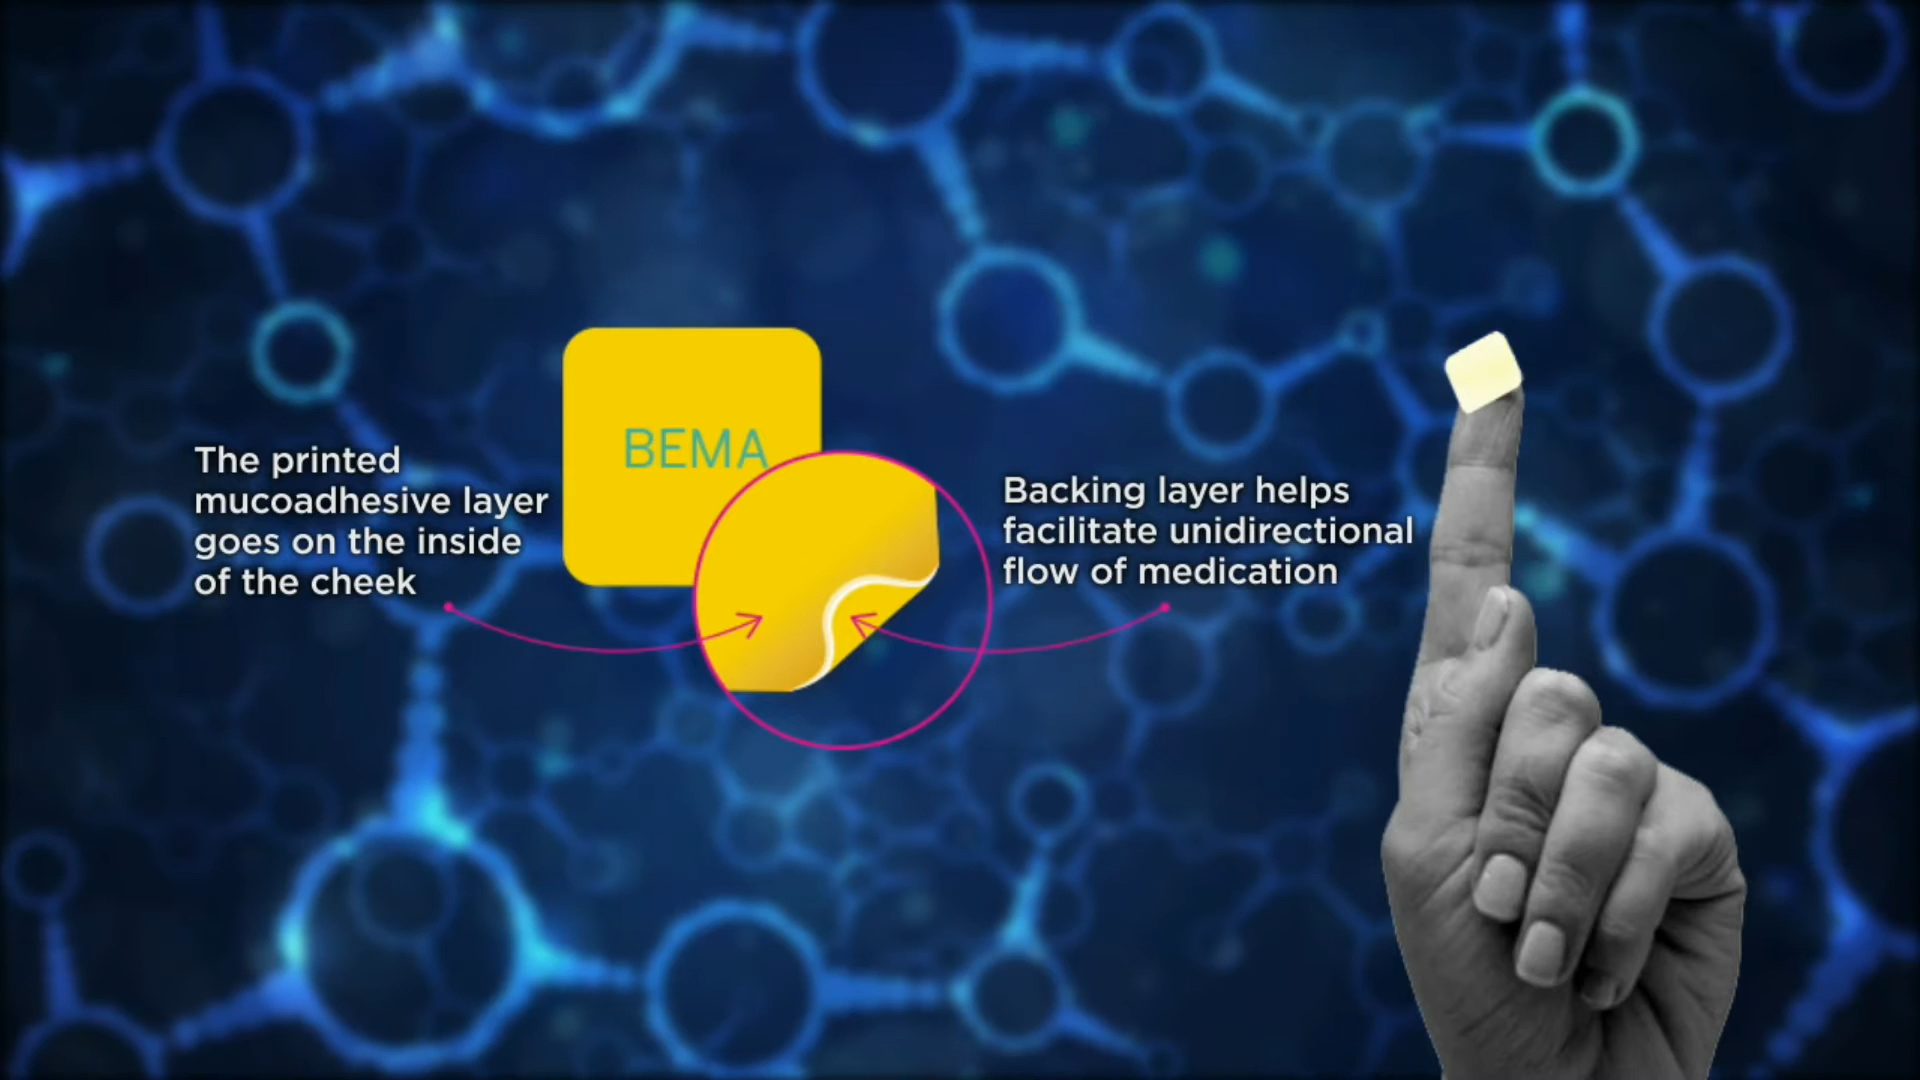 The printed
mucoadhesive layer
goes on the inside
of the cheek
BEMA
Backing layer helps
facilitate unidirectional
flow of medication